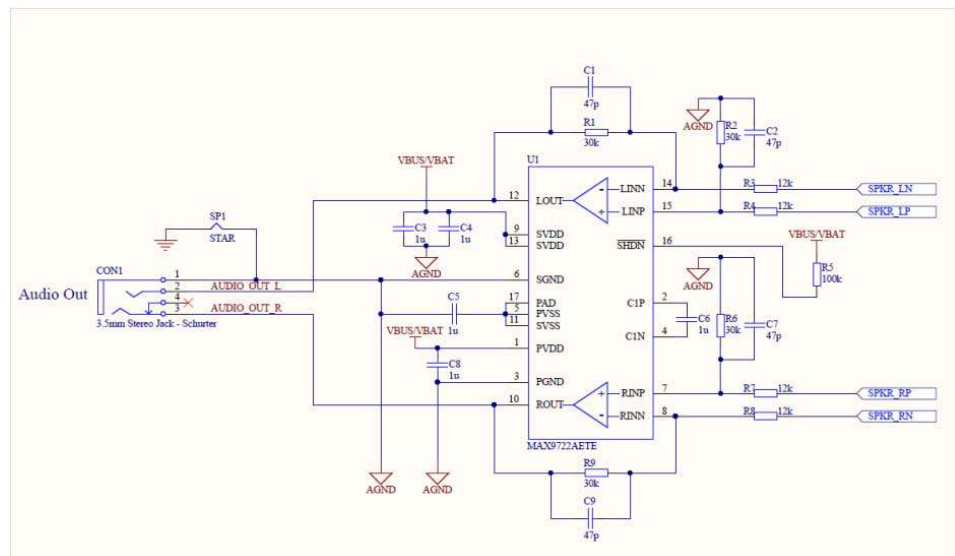 C1
47p
R1
30k
AGND
R2
30k
C2
47p
VBUS/VBAT
U1
12
LOUT
LINN
14
R3
12k
SPKR_LN
LINP
15
R4
12k
SPKR_LP
SP1
STAR
C3
1u
C4
1u
9
SVDD
13
SVDD
SHDN
16
VBUS/VBAT
AGND
R5
100k
CON1
1
6
SGND
AGND
Audio Out
2
AUDIO_OUT_L
4
3
AUDIO_OUT_R
3.5mm Stereo Jack - Schurter
C5
1u
17
PAD
5
PVSS
11
SVSS
C1P
2
C6
1u
C1N
4
R6
30k
C7
47p
VBUS/VBAT
1
PVDD
C8
1u
3
PGND
10
ROUT
RINP
7
R7
12k
SPKR_RP
RINN
8
R8
12k
SPKR_RN
MAX9722AETE
AGND
AGND
R9
30k
C9
47p